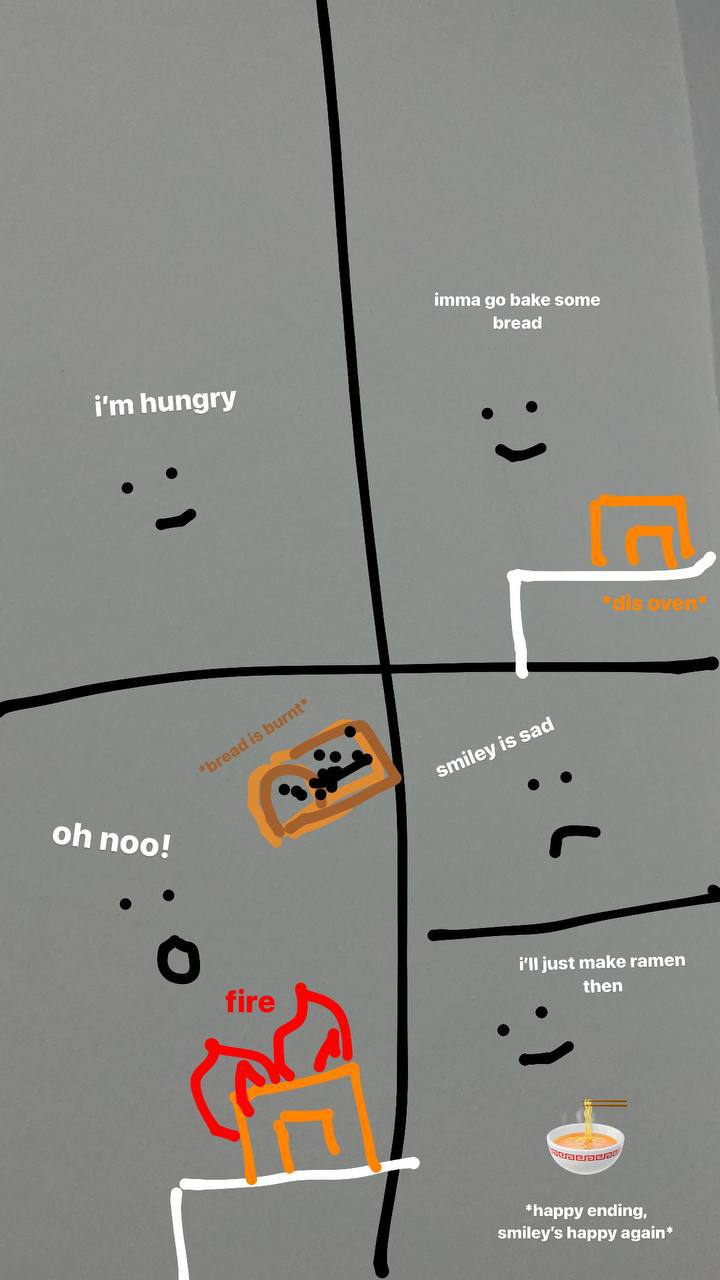 i'm hungry
imma go bake some
bread
*dis oven*
*bread is burnt*
oh noo!
fire
smiley is sad
i'll just make ramen
then
*happy ending,
smiley's happy again*